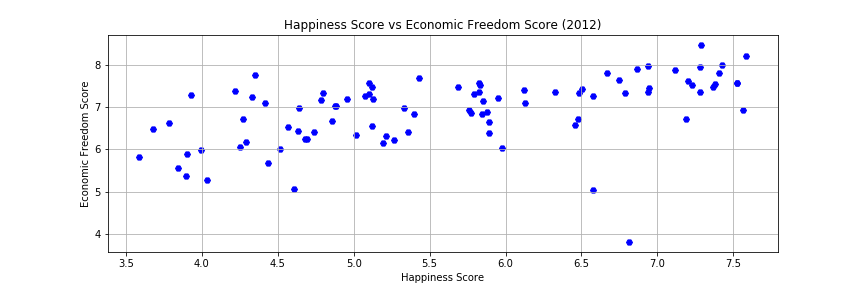 Happiness Score vs Economic Freedom Score (2012)
Economic Freedom Score
8
7
6
5
4
3.5 4.0 4.5 5.0 5.5 6.0 6.5 7.0 7.5
Happiness Score